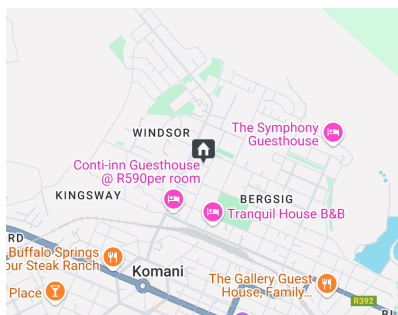 WINDSOR
The Symphony
Guesthouse
Conti-inn Guesthouse
@ R590per room
KINGSWAY
BERGSIG
Tranquil House B&B
RD
Buffalo Springs
our Steak Ranch
Komani
The Gallery Guest
House, Family...
Place
R392